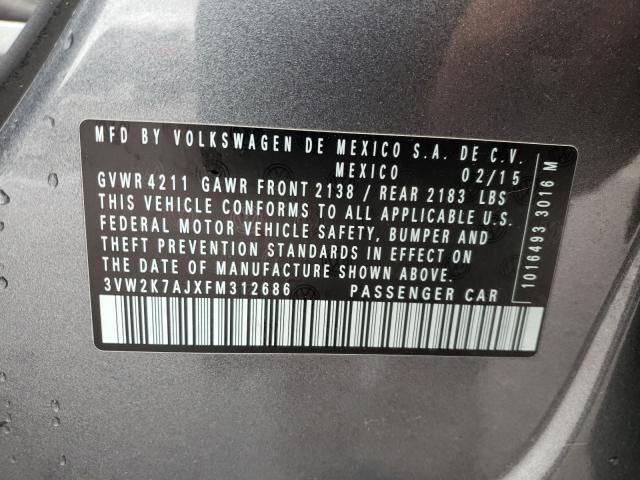 MFD BY VOLKSWAGEN DE MEXICO S.A. DE C.V.
MEXICO 02/15
GVWR 4211 GAWR FRONT 2138 / REAR 2183 LBS
THIS VEHICLE CONFORMS TO ALL APPLICABLE U.S.
FEDERAL MOTOR VEHICLE SAFETY, BUMPER AND
THEFT PREVENTION STANDARDS IN EFFECT ON
THE DATE OF MANUFACTURE SHOWN ABOVE.
3VW2K7AJXFM312686 PASSENGER CAR
1016493 3016 M